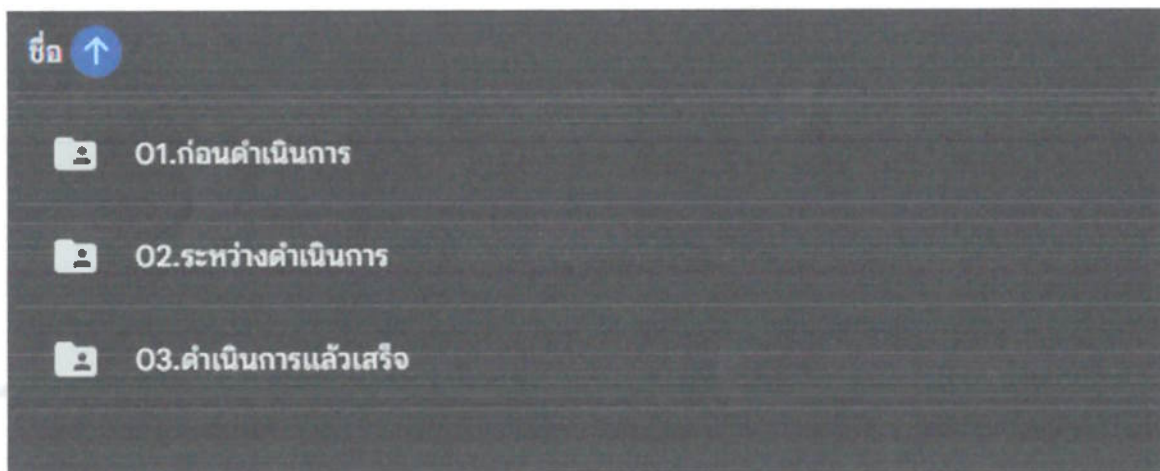 ชื่อ
01.ก่อนดำเนินการ
02.ระหว่างดำเนินการ
03.ดำเนินการแล้วเสร็จ